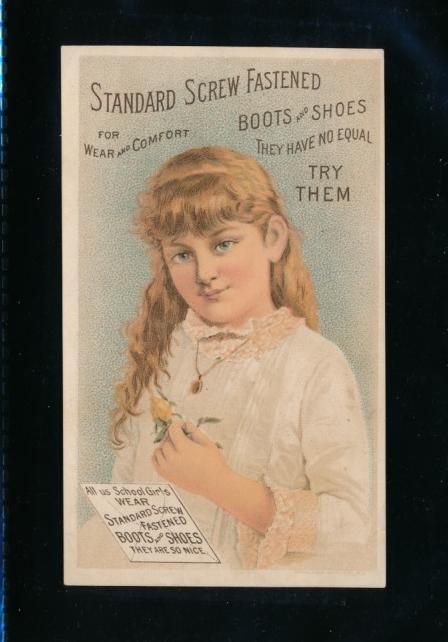 STANDARD SCREW FASTENED
BOOTS AND SHOES
FOR
WEAR AND COMFORT
THEY HAVE NO EQUAL
TRY
THEM
All us School Girls
WEAR
STANDARD SCREW
FASTENED
BOOTS AND SHOES
THEY ARE SO NICE.